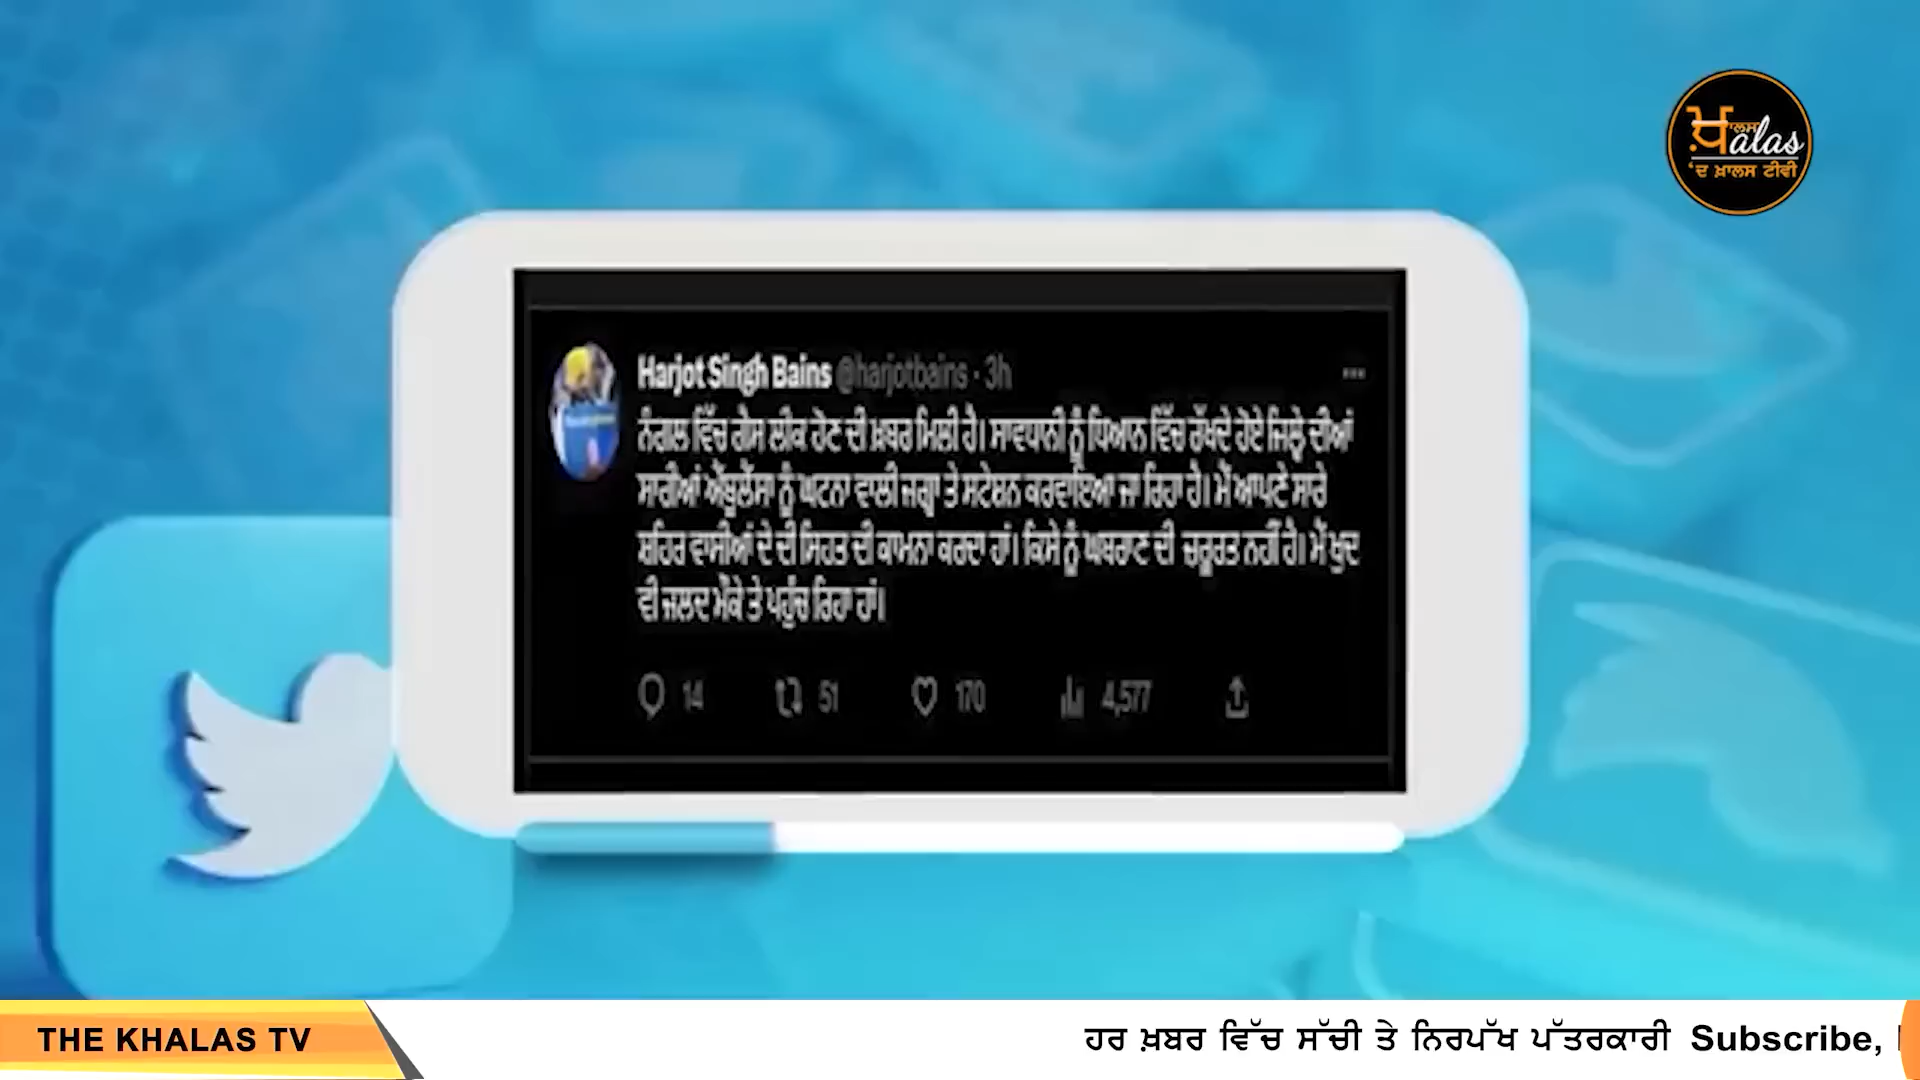 ਖ਼ਾਲਸ
alas
'ਦ ਖ਼ਾਲਸ ਟੀਵੀ
Harjot Singh Bains @harjotbains · 3h
ਨੰਗਲ ਵਿੱਚ ਗੈਸ ਲੀਕ ਹੋਣ ਦੀ ਖ਼ਬਰ ਮਿਲੀ ਹੈ। ਸਾਵਧਾਨੀ ਨੂੰ ਧਿਆਨ ਵਿੱਚ ਰੱਖਦੇ ਹੋਏ ਜਿਲ੍ਹੇ ਦੀਆਂ
ਸਾਰੀਆਂ ਐਂਬੂਲੈਂਸਾ ਨੂੰ ਘਟਨਾ ਵਾਲੀ ਜਗ੍ਹਾ ਤੇ ਸਟੇਸ਼ਨ ਕਰਵਾਇਆ ਜਾ ਰਿਹਾ ਹੈ। ਮੈਂ ਆਪਣੇ ਸਾਰੇ
ਸ਼ਹਿਰ ਵਾਸੀਆਂ ਦੇ ਦੀ ਸਿਹਤ ਦੀ ਕਾਮਨਾ ਕਰਦਾ ਹਾਂ। ਕਿਸੇ ਨੂੰ ਘਬਰਾਣ ਦੀ ਜ਼ਰੂਰਤ ਨਹੀਂ ਹੈ। ਮੈਂ ਖੁਦ
ਵੀ ਜਲਦ ਮੌਕੇ ਤੇ ਪਹੁੰਚ ਰਿਹਾ ਹਾਂ।
14 51 170 4,577
THE KHALAS TV
ਹਰ ਖ਼ਬਰ ਵਿੱਚ ਸੱਚੀ ਤੇ ਨਿਰਪੱਖ ਪੱਤਰਕਾਰੀ Subscribe,